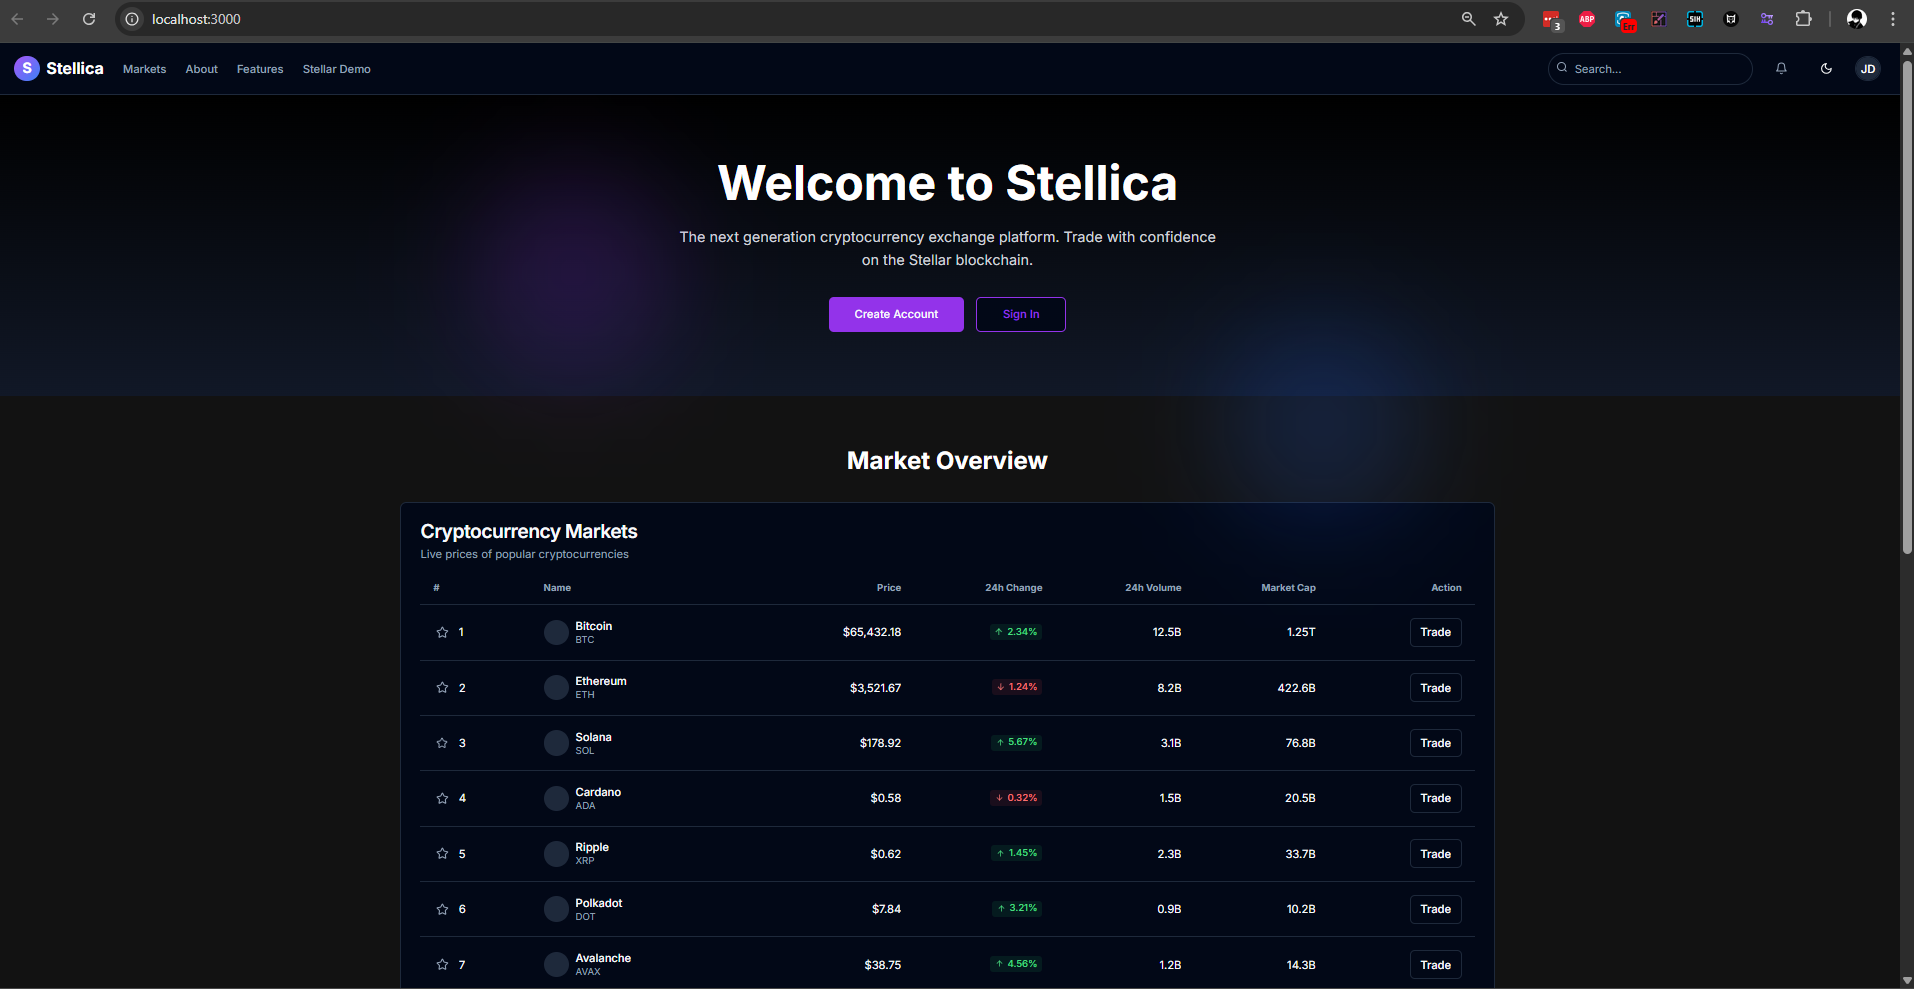 localhost:3000
3
ABP
Err
SIH
S Stellica Markets About Features Stellar Demo Search... JD
Welcome to Stellica
The next generation cryptocurrency exchange platform. Trade with confidence
on the Stellar blockchain.
Create Account Sign In
Market Overview
Cryptocurrency Markets
Live prices of popular cryptocurrencies
# Name Price 24h Change 24h Volume Market Cap Action
1 Bitcoin $65,432.18 ↑ 2.34% 12.5B 1.25T Trade
BTC
2 Ethereum $3,521.67 ↓ 1.24% 8.2B 422.6B Trade
ETH
3 Solana $178.92 ↑ 5.67% 3.1B 76.8B Trade
SOL
4 Cardano $0.58 ↓ 0.32% 1.5B 20.5B Trade
ADA
5 Ripple $0.62 ↑ 1.45% 2.3B 33.7B Trade
XRP
6 Polkadot $7.84 ↑ 3.21% 0.9B 10.2B Trade
DOT
7 Avalanche $38.75 ↑ 4.56% 1.2B 14.3B Trade
AVAX